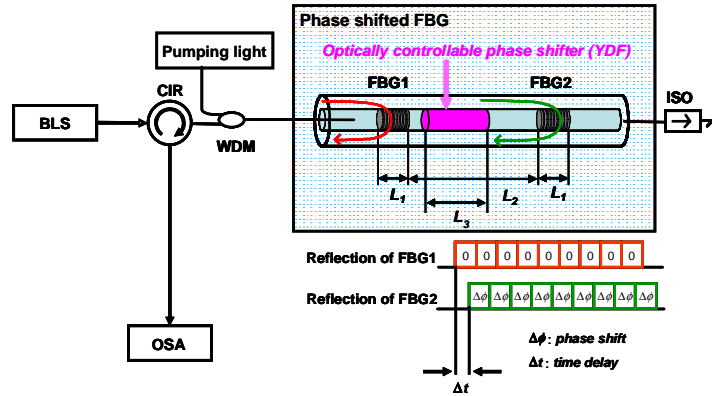 Phase shifted FBG
Pumping light
Optically controllable phase shifter (YDF)
CIR
FBG1
FBG2
ISO
BLS
WDM
L1
L2
L1
L3
Reflection of FBG1
0 0 0 0 0 0 0 0 0
Reflection of FBG2
Δϕ Δϕ Δϕ Δϕ Δϕ Δϕ Δϕ Δϕ Δϕ
OSA
Δϕ: phase shift
Δt: time delay
Δt